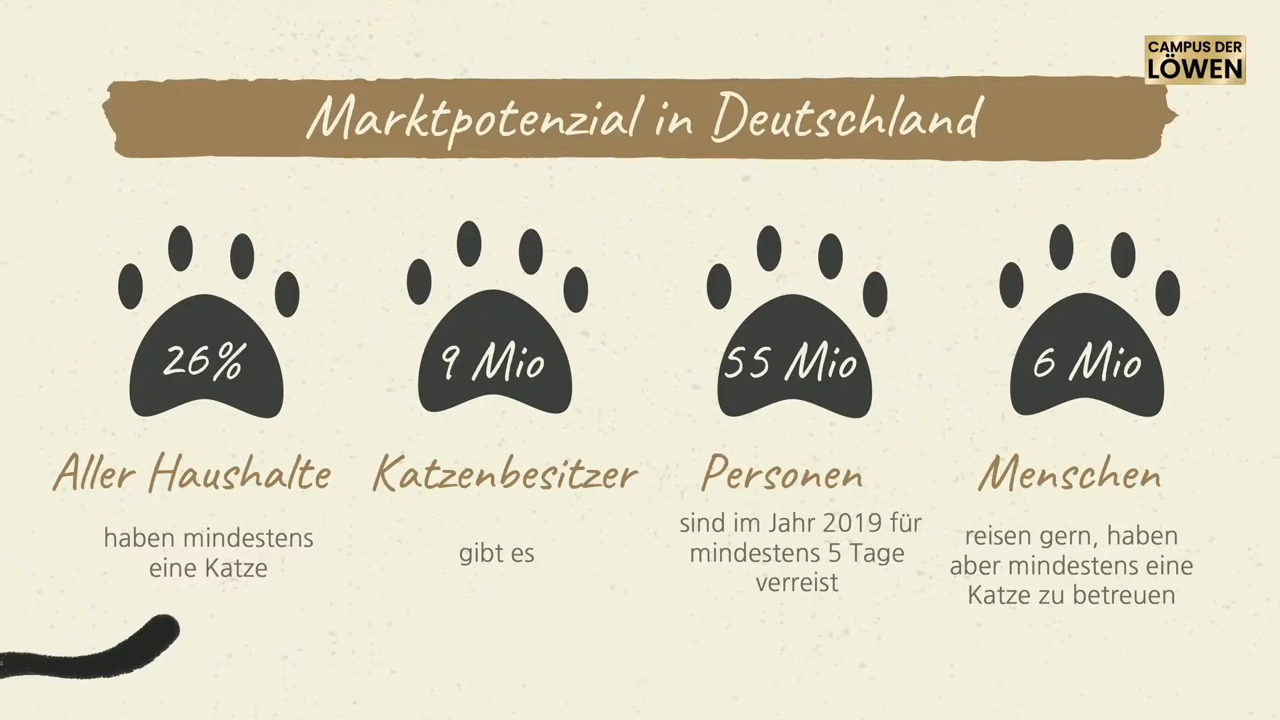 CAMPUS DER
LÖWEN
Marktpotenzial in Deutschland
26%
Aller Haushalte
haben mindestens
eine Katze
9 Mio
Katzenbesitzer
gibt es
55 Mio
Personen
sind im Jahr 2019 für
mindestens 5 Tage
verreist
6 Mio
Menschen
reisen gern, haben
aber mindestens eine
Katze zu betreuen